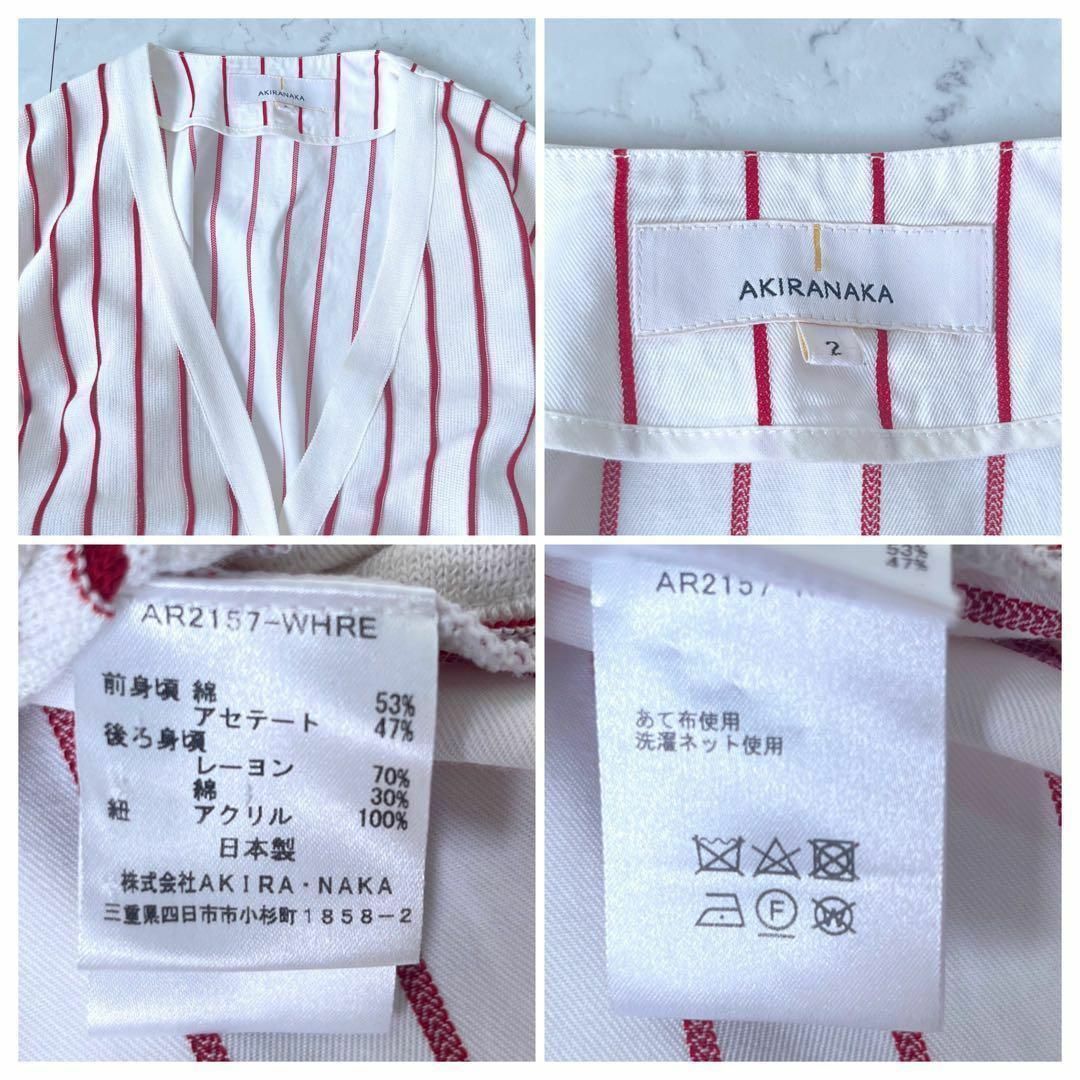 AKIRANAKA
AKIRANAKA
2
AR2157-WHRE
前身頃 綿 53%
アセテート 47%
後ろ身頃
レーヨン 70%
綿 30%
紐 アクリル 100%
日本製
株式会社AKIRA・NAKA
三重県四日市市小杉町1858-2
53%
47%
AR2157
あて布使用
洗濯ネット使用
F
W